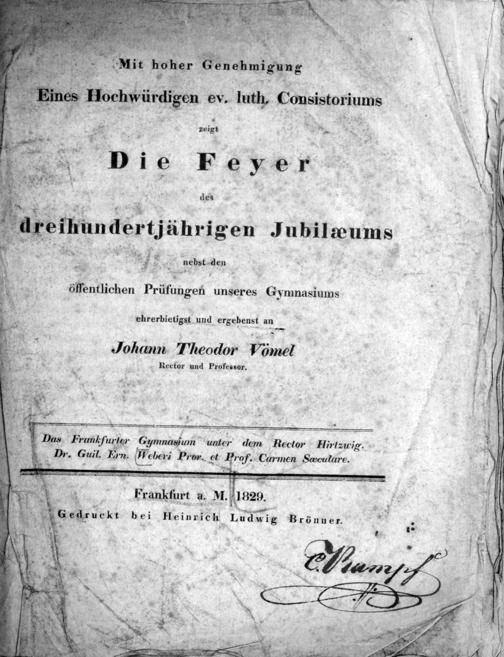 Mit hoher Genehmigung
Eines Hochwürdigen ev. luth. Consistoriums
zeigt
Die Feyer
des
dreihundertjährigen Jubilæums
nebst den
öffentlichen Prüfungen unseres Gymnasiums
ehrerbietigst und ergebenst an
Johann Theodor Vömel
Rector und Professor.
Das Frankfurter Gymnasium unter dem Rector Hirtzwig.
Dr. Guil. Ern. Weberi Pror. et Prof. Carmen Sæculare.
Frankfurt a. M. 1829.
Gedruckt bei Heinrich Ludwig Brönner.